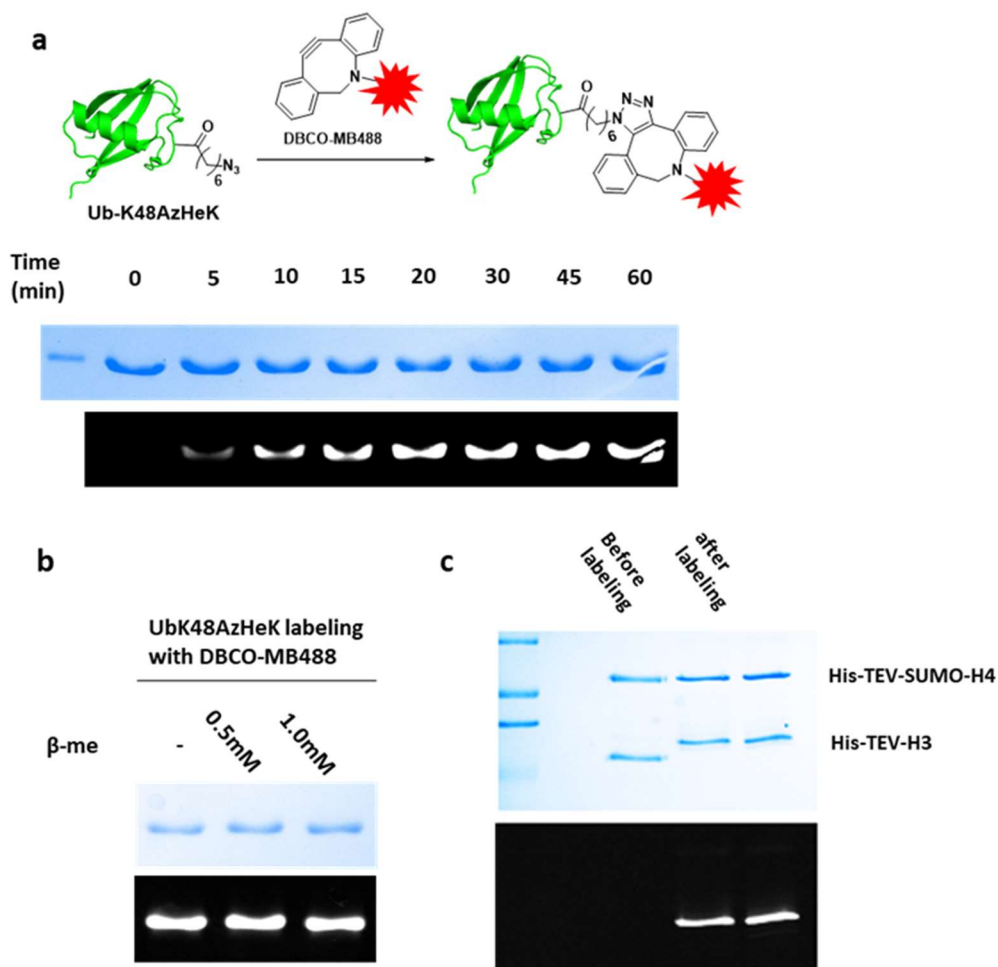 a
O
N
DBCO-MB488
6
N₃
Ub-K48AzHeK
O
N
N
N
6
N
Time
(min)
0 5 10 15 20 30 45 60
b
UbK48AzHeK labeling
with DBCO-MB488
β-me
-
0.5mM
1.0mM
c
Before
labeling
after
labeling
His-TEV-SUMO-H4
His-TEV-H3